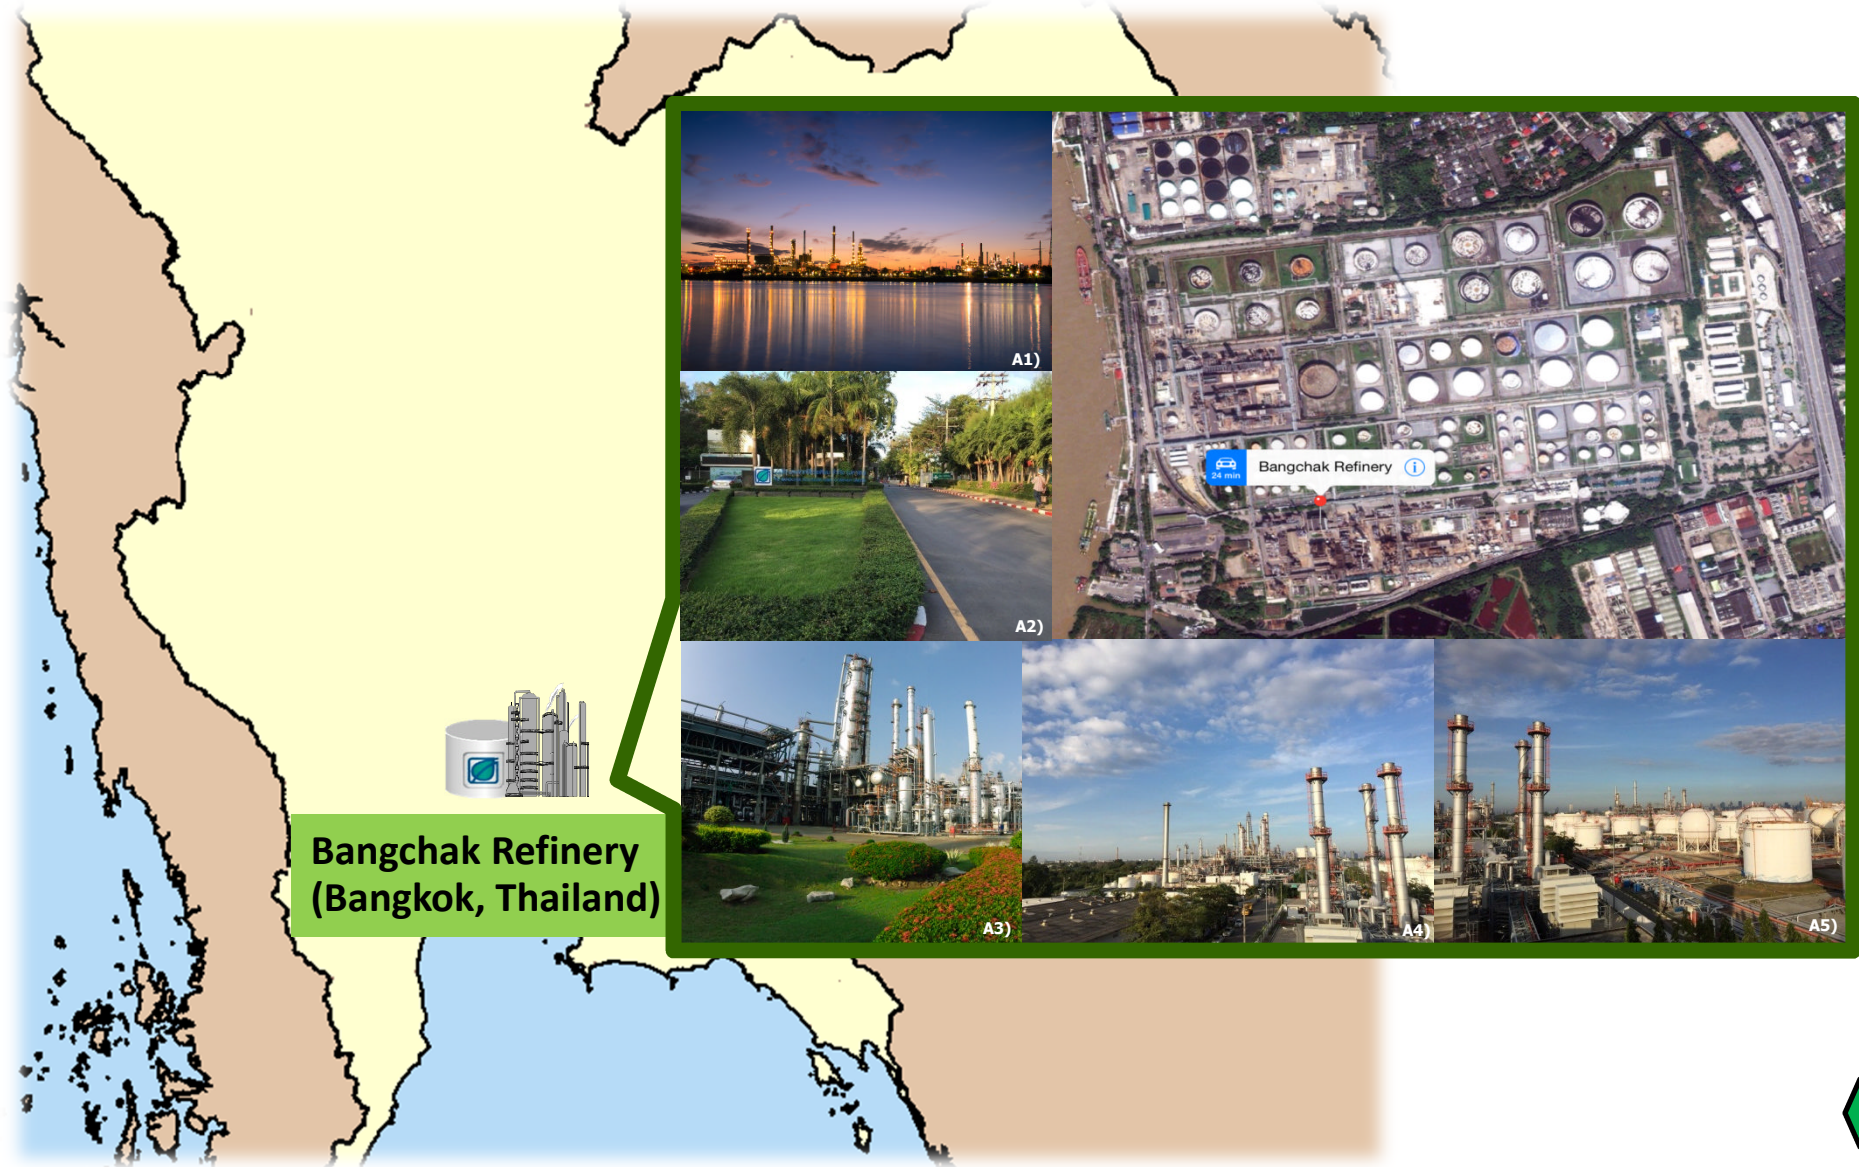 A1)
A2)
24 min
Bangchak Refinery
A3)
A4)
A5)
Bangchak Refinery
(Bangkok, Thailand)